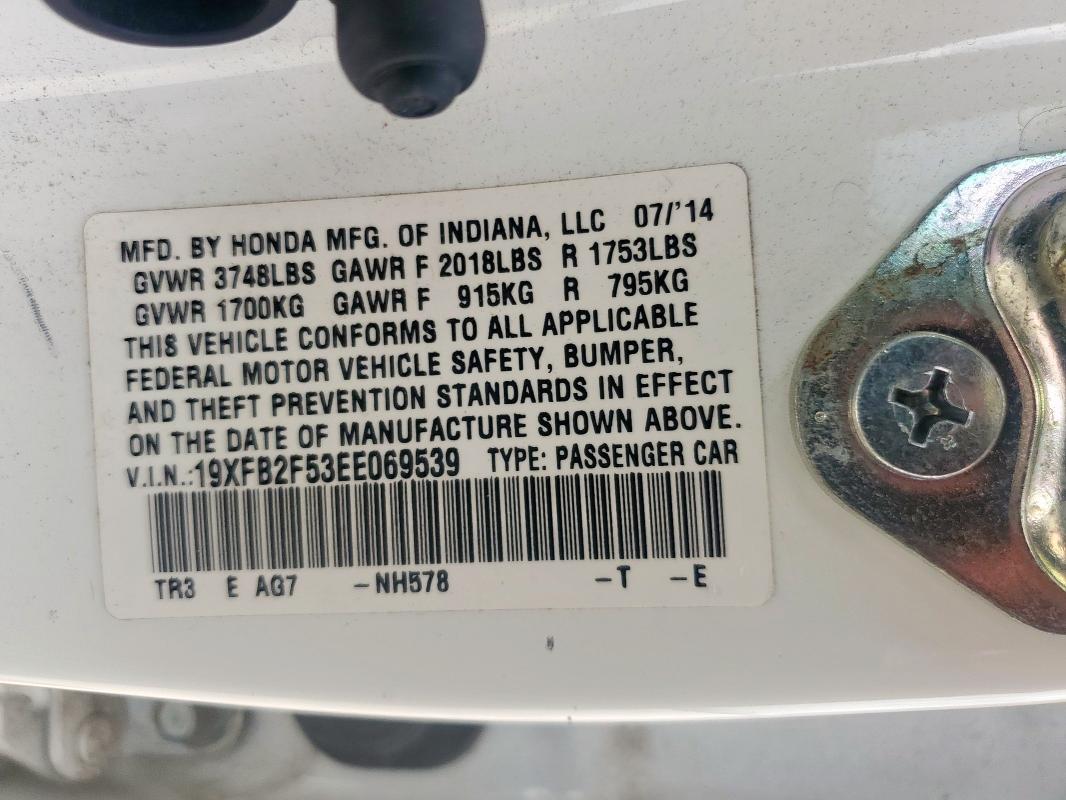 MFD. BY HONDA MFG. OF INDIANA, LLC 07/'14
GVWR 3748LBS GAWR F 2018LBS R 1753LBS
GVWR 1700KG GAWR F 915KG R 795KG
THIS VEHICLE CONFORMS TO ALL APPLICABLE
FEDERAL MOTOR VEHICLE SAFETY, BUMPER,
AND THEFT PREVENTION STANDARDS IN EFFECT
ON THE DATE OF MANUFACTURE SHOWN ABOVE.
V.I.N.:19XFB2F53EE069539 TYPE: PASSENGER CAR
TR3 E AG7 -NH578 -T -E